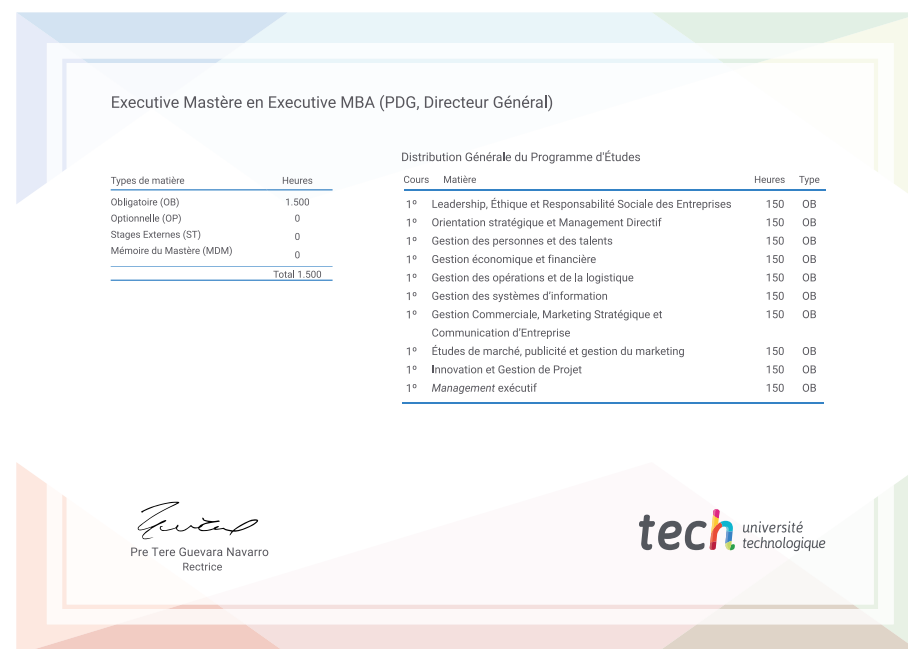 Executive Mastère en Executive MBA (PDG, Directeur Général)
Types de matière Heures
Obligatoire (OB) 1.500
Optionnelle (OP) 0
Stages Externes (ST) 0
Mémoire du Mastère (MDM) 0
Total 1.500
Distribution Générale du Programme d'Études
Cours Matière Heures Type
1º Leadership, Éthique et Responsabilité Sociale des Entreprises 150 OB
1º Orientation stratégique et Management Directif 150 OB
1º Gestion des personnes et des talents 150 OB
1º Gestion économique et financière 150 OB
1º Gestion des opérations et de la logistique 150 OB
1º Gestion des systèmes d'information 150 OB
1º Gestion Commerciale, Marketing Stratégique et 150 OB
Communication d'Entreprise
1º Études de marché, publicité et gestion du marketing 150 OB
1º Innovation et Gestion de Projet 150 OB
1º Management exécutif 150 OB
Pre Tere Guevara Navarro
Rectrice
tech université
technologique